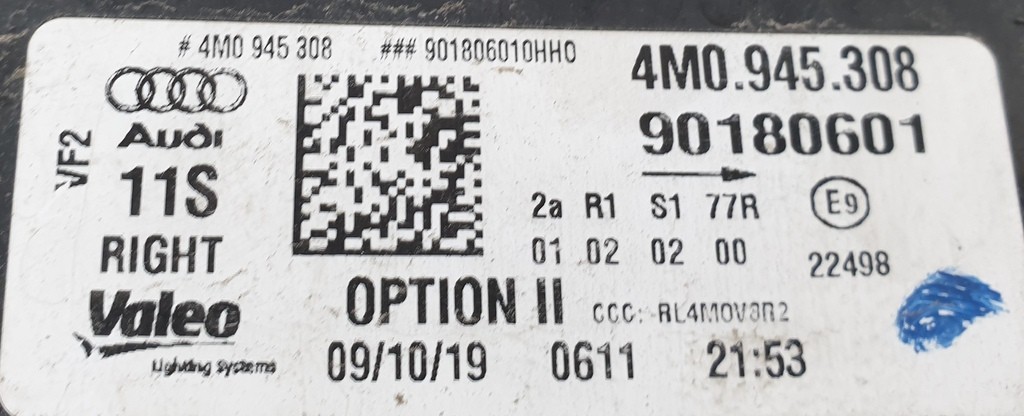 # 4M0 945 308 ### 901806010HH0
4M0.945.308
Audi
90180601
VF2
11S
2a R1 S1 77R E9
RIGHT
01 02 02 00 22498
Valeo
OPTION II CCC: RL4M0V3R2
Lighting Systems
09/10/19 0611 21:53